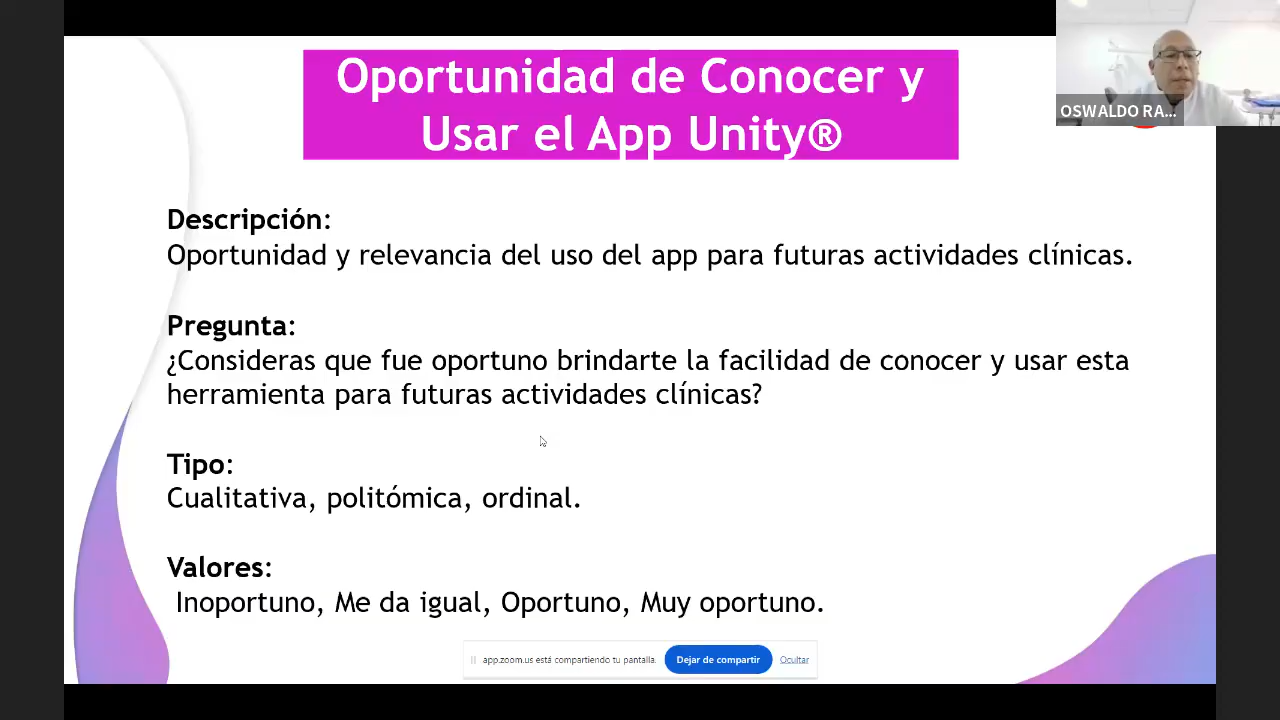 Oportunidad de Conocer y
Usar el App Unity®
OSWALDO RA...
Descripción:
Oportunidad y relevancia del uso del app para futuras actividades clínicas.
Pregunta:
¿Consideras que fue oportuno brindarte la facilidad de conocer y usar esta
herramienta para futuras actividades clínicas?
Tipo:
Cualitativa, politómica, ordinal.
Valores:
Inoportuno, Me da igual, Oportuno, Muy oportuno.
app.zoom.us está compartiendo tu pantalla. Dejar de compartir Ocultar